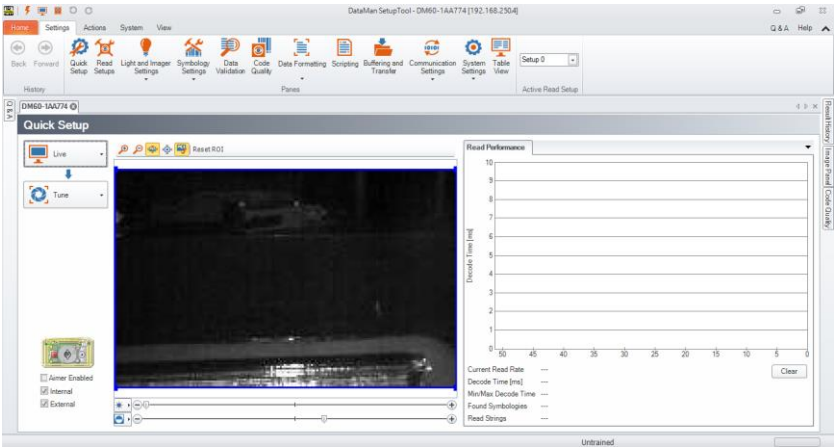 DataMan SetupTool - DM60-1AA774 [192.168.250.4]
Home Settings Actions System View Q & A Help
Back Forward Quick Setup Read Setups Light and Imager Settings Symbology Settings Data Validation Code Quality Data Formatting Scripting Buffering and Transfer Communication Settings System Settings Table View Setup 0
History Panes Active Read Setup
Q & A
DM60-1AA774
Result History Image Panel Code Quality
Quick Setup
Live
Reset ROI
Tune
Read Performance
10
9
8
7
6
5
4
3
2
1
0
Decode Time [ms]
50 45 40 35 30 25 20 15 10 5 0
Current Read Rate ---
Clear
Decode Time [ms] ---
Min/Max Decode Time ---
Found Symbologies ---
Read Strings ---
Aimer Enabled
Internal
External
Untrained